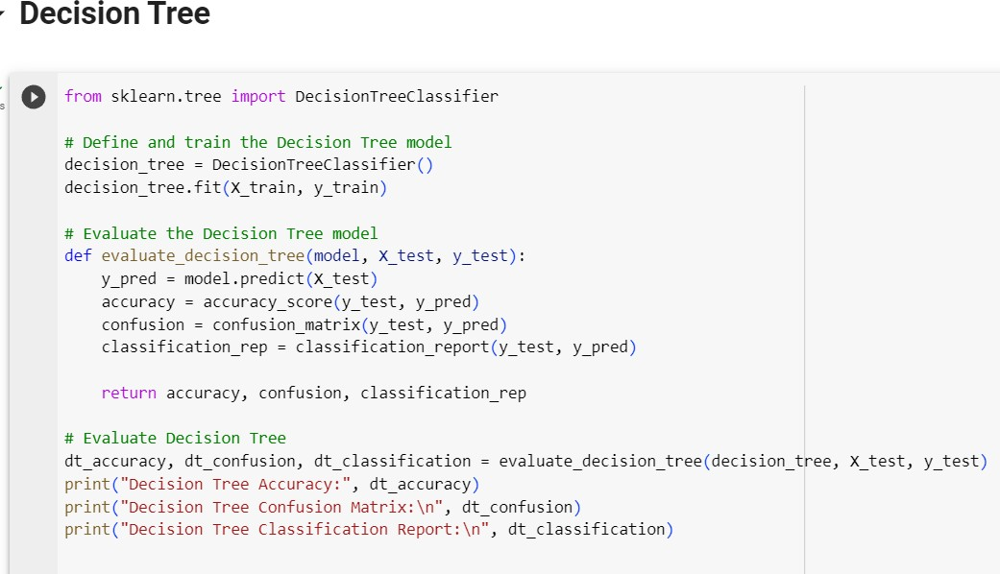 Decision Tree
from sklearn.tree import DecisionTreeClassifier
# Define and train the Decision Tree model
decision_tree = DecisionTreeClassifier()
decision_tree.fit(X_train, y_train)
# Evaluate the Decision Tree model
def evaluate_decision_tree(model, X_test, y_test):
    y_pred = model.predict(X_test)
    accuracy = accuracy_score(y_test, y_pred)
    confusion = confusion_matrix(y_test, y_pred)
    classification_rep = classification_report(y_test, y_pred)
    return accuracy, confusion, classification_rep
# Evaluate Decision Tree
dt_accuracy, dt_confusion, dt_classification = evaluate_decision_tree(decision_tree, X_test, y_test)
print("Decision Tree Accuracy:", dt_accuracy)
print("Decision Tree Confusion Matrix:\n", dt_confusion)
print("Decision Tree Classification Report:\n", dt_classification)